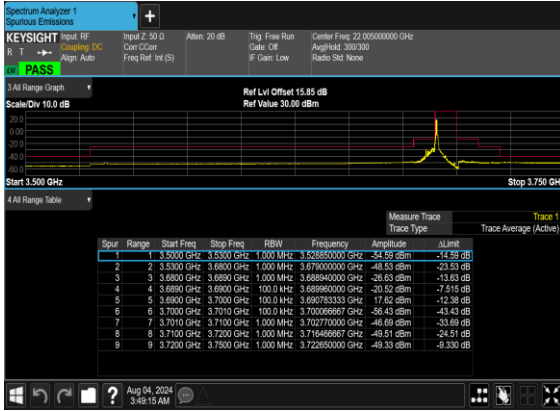 Spectrum Analyzer 1
Spurious Emissions
+
KEYSIGHT Input: RF Input Z: 50 Ω Atten: 20 dB Trig: Free Run Center Freq: 22.005000000 GHz
R T Coupling: DC Corr CCorr Gate: Off Avg|Hold: 300/300
Align: Auto Freq Ref: Int (S) IF Gain: Low Radio Std: None
PASS
3 All Range Graph
Ref Lvl Offset 15.85 dB
Scale/Div 10.0 dB Ref Value 30.00 dBm
20.0
0.00
-20.0
-40.0
-60.0
Start 3.500 GHz Stop 3.750 GH
4 All Range Table
Measure Trace Trace 1
Trace Type Trace Average (Active)
Spur Range Start Freq Stop Freq RBW Frequency Amplitude ΔLimit
1 1 3.5000 GHz 3.5300 GHz 1.000 MHz 3.528850000 GHz -54.59 dBm -14.59 dB
2 2 3.5300 GHz 3.6800 GHz 1.000 MHz 3.679000000 GHz -48.53 dBm -23.53 dB
3 3 3.6800 GHz 3.6890 GHz 1.000 MHz 3.688940000 GHz -26.63 dBm -13.63 dB
4 4 3.6890 GHz 3.6900 GHz 100.0 kHz 3.689960000 GHz -20.52 dBm -7.515 dB
5 5 3.6900 GHz 3.7000 GHz 100.0 kHz 3.690783333 GHz 17.62 dBm -12.38 dB
6 6 3.7000 GHz 3.7010 GHz 100.0 kHz 3.700066667 GHz -56.43 dBm -43.43 dB
7 7 3.7010 GHz 3.7100 GHz 1.000 MHz 3.702770000 GHz -46.69 dBm -33.69 dB
8 8 3.7100 GHz 3.7200 GHz 1.000 MHz 3.716466667 GHz -49.51 dBm -24.51 dB
9 9 3.7200 GHz 3.7500 GHz 1.000 MHz 3.722650000 GHz -49.33 dBm -9.330 dB
? Aug 04, 2024
3:49:15 AM